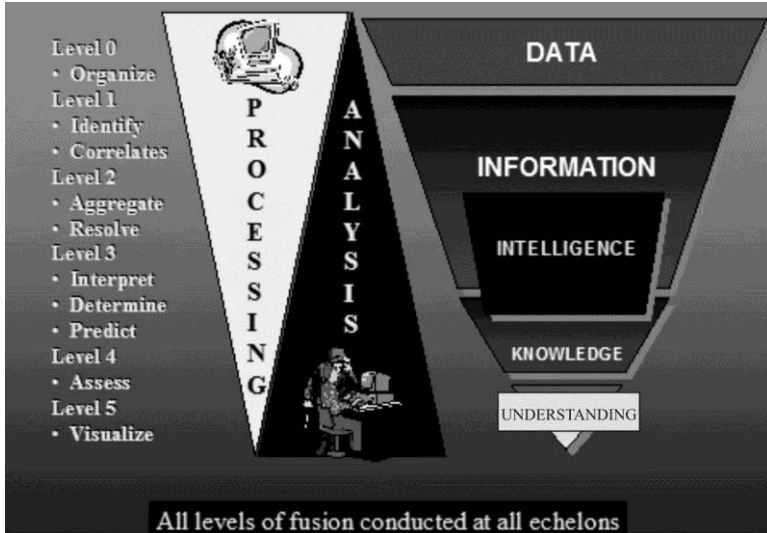 Level 0
• Organize
Level 1
• Identify
• Correlates
Level 2
• Aggregate
• Resolve
Level 3
• Interpret
• Determine
• Predict
Level 4
• Assess
Level 5
• Visualize
PROCESSING
ANALYSIS
DATA
INFORMATION
INTELLIGENCE
KNOWLEDGE
UNDERSTANDING
All levels of fusion conducted at all echelons